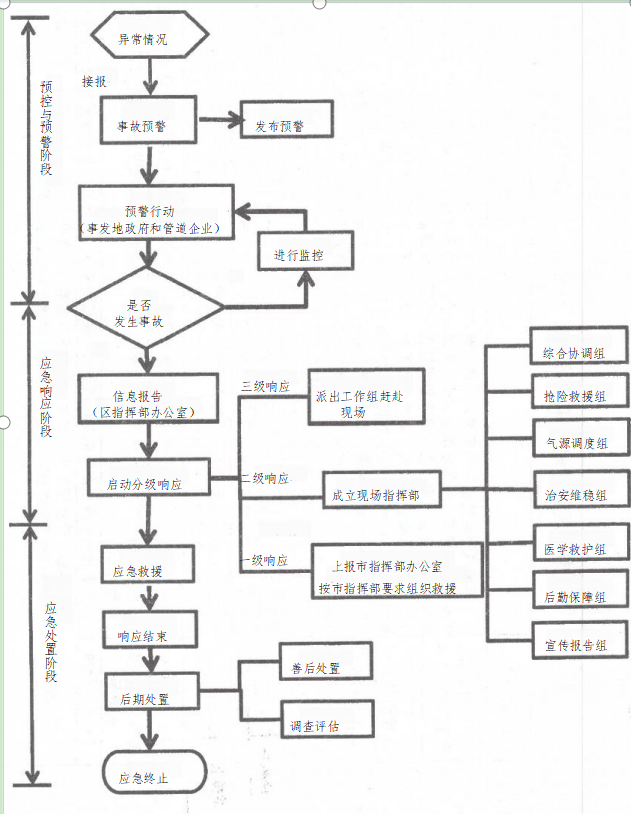 异常情况
接报
事故预警
发布预警
预控与预警阶段
预警行动
（事发地政府和管道企业）
进行监控
是否
发生事故
应急响应阶段
信息报告
（区指挥部办公室）
启动分级响应
三级响应
派出工作组赶赴
现场
二级响应
成立现场指挥部
一级响应
上报市指挥部办公室
按市指挥部要求组织救援
综合协调组
抢险救援组
气源调度组
治安维稳组
医学救护组
后勤保障组
宣传报告组
应急处置阶段
应急救援
响应结束
后期处置
善后处置
调查评估
应急终止